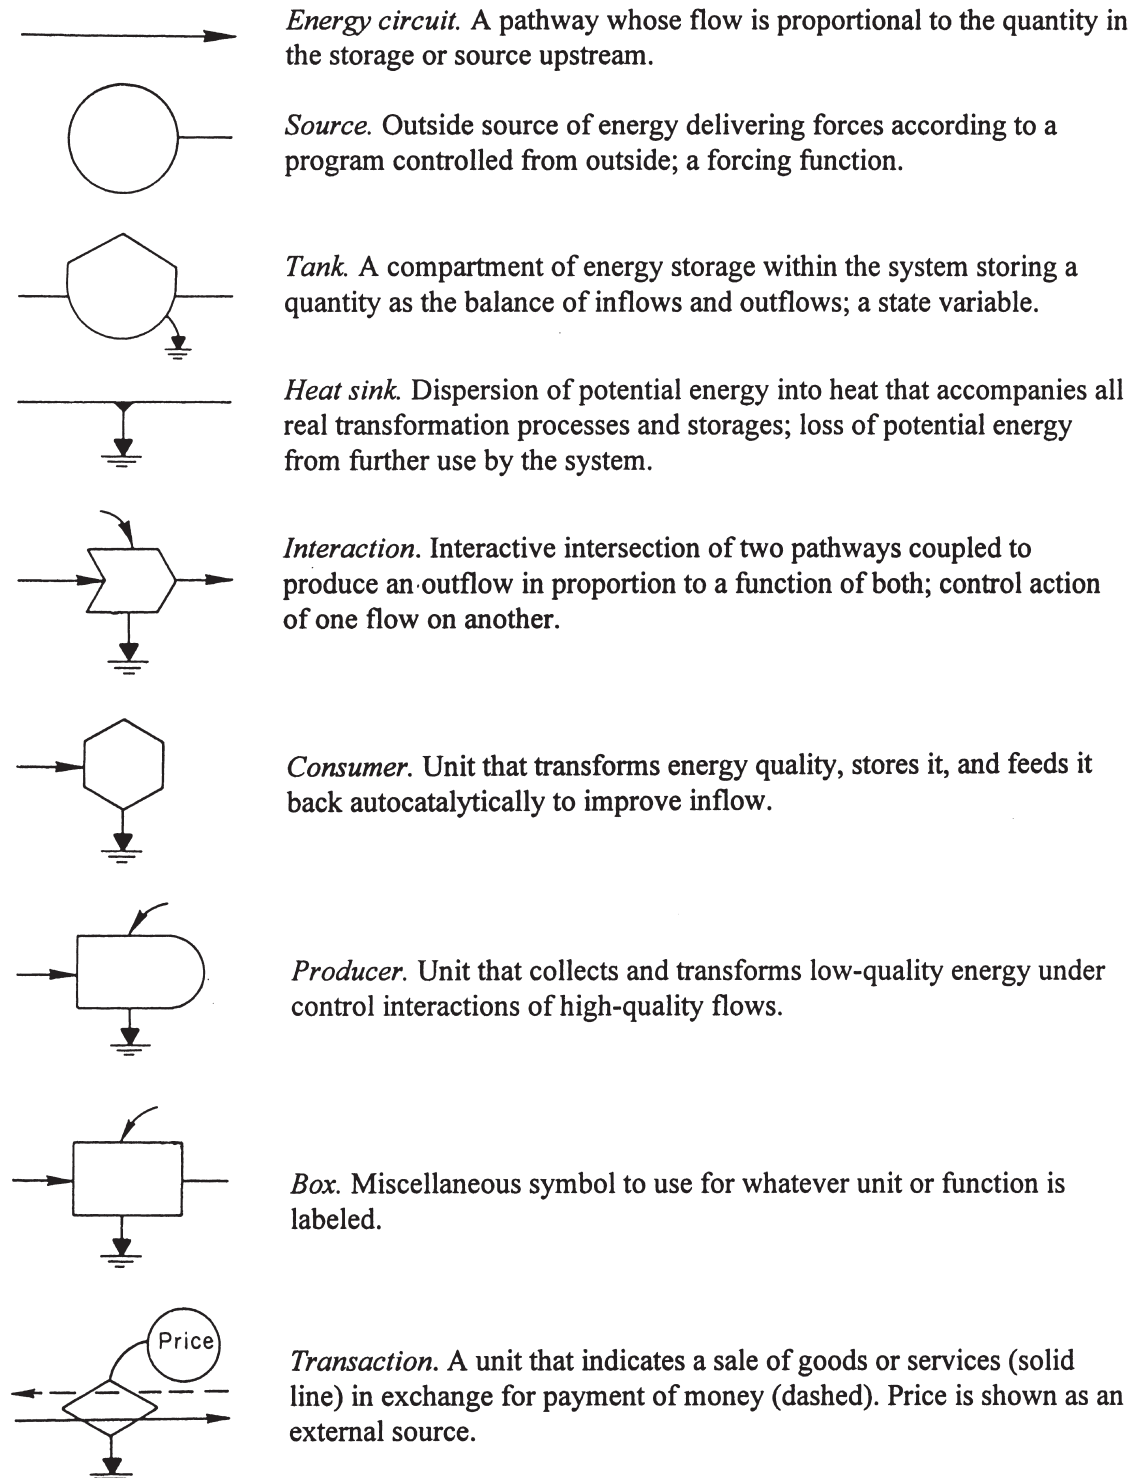 Energy circuit. A pathway whose flow is proportional to the quantity in
the storage or source upstream.
Source. Outside source of energy delivering forces according to a
program controlled from outside; a forcing function.
Tank. A compartment of energy storage within the system storing a
quantity as the balance of inflows and outflows; a state variable.
Heat sink. Dispersion of potential energy into heat that accompanies all
real transformation processes and storages; loss of potential energy
from further use by the system.
Interaction. Interactive intersection of two pathways coupled to
produce an outflow in proportion to a function of both; control action
of one flow on another.
Consumer. Unit that transforms energy quality, stores it, and feeds it
back autocatalytically to improve inflow.
Producer. Unit that collects and transforms low-quality energy under
control interactions of high-quality flows.
Box. Miscellaneous symbol to use for whatever unit or function is
labeled.
Price
Transaction. A unit that indicates a sale of goods or services (solid
line) in exchange for payment of money (dashed). Price is shown as an
external source.